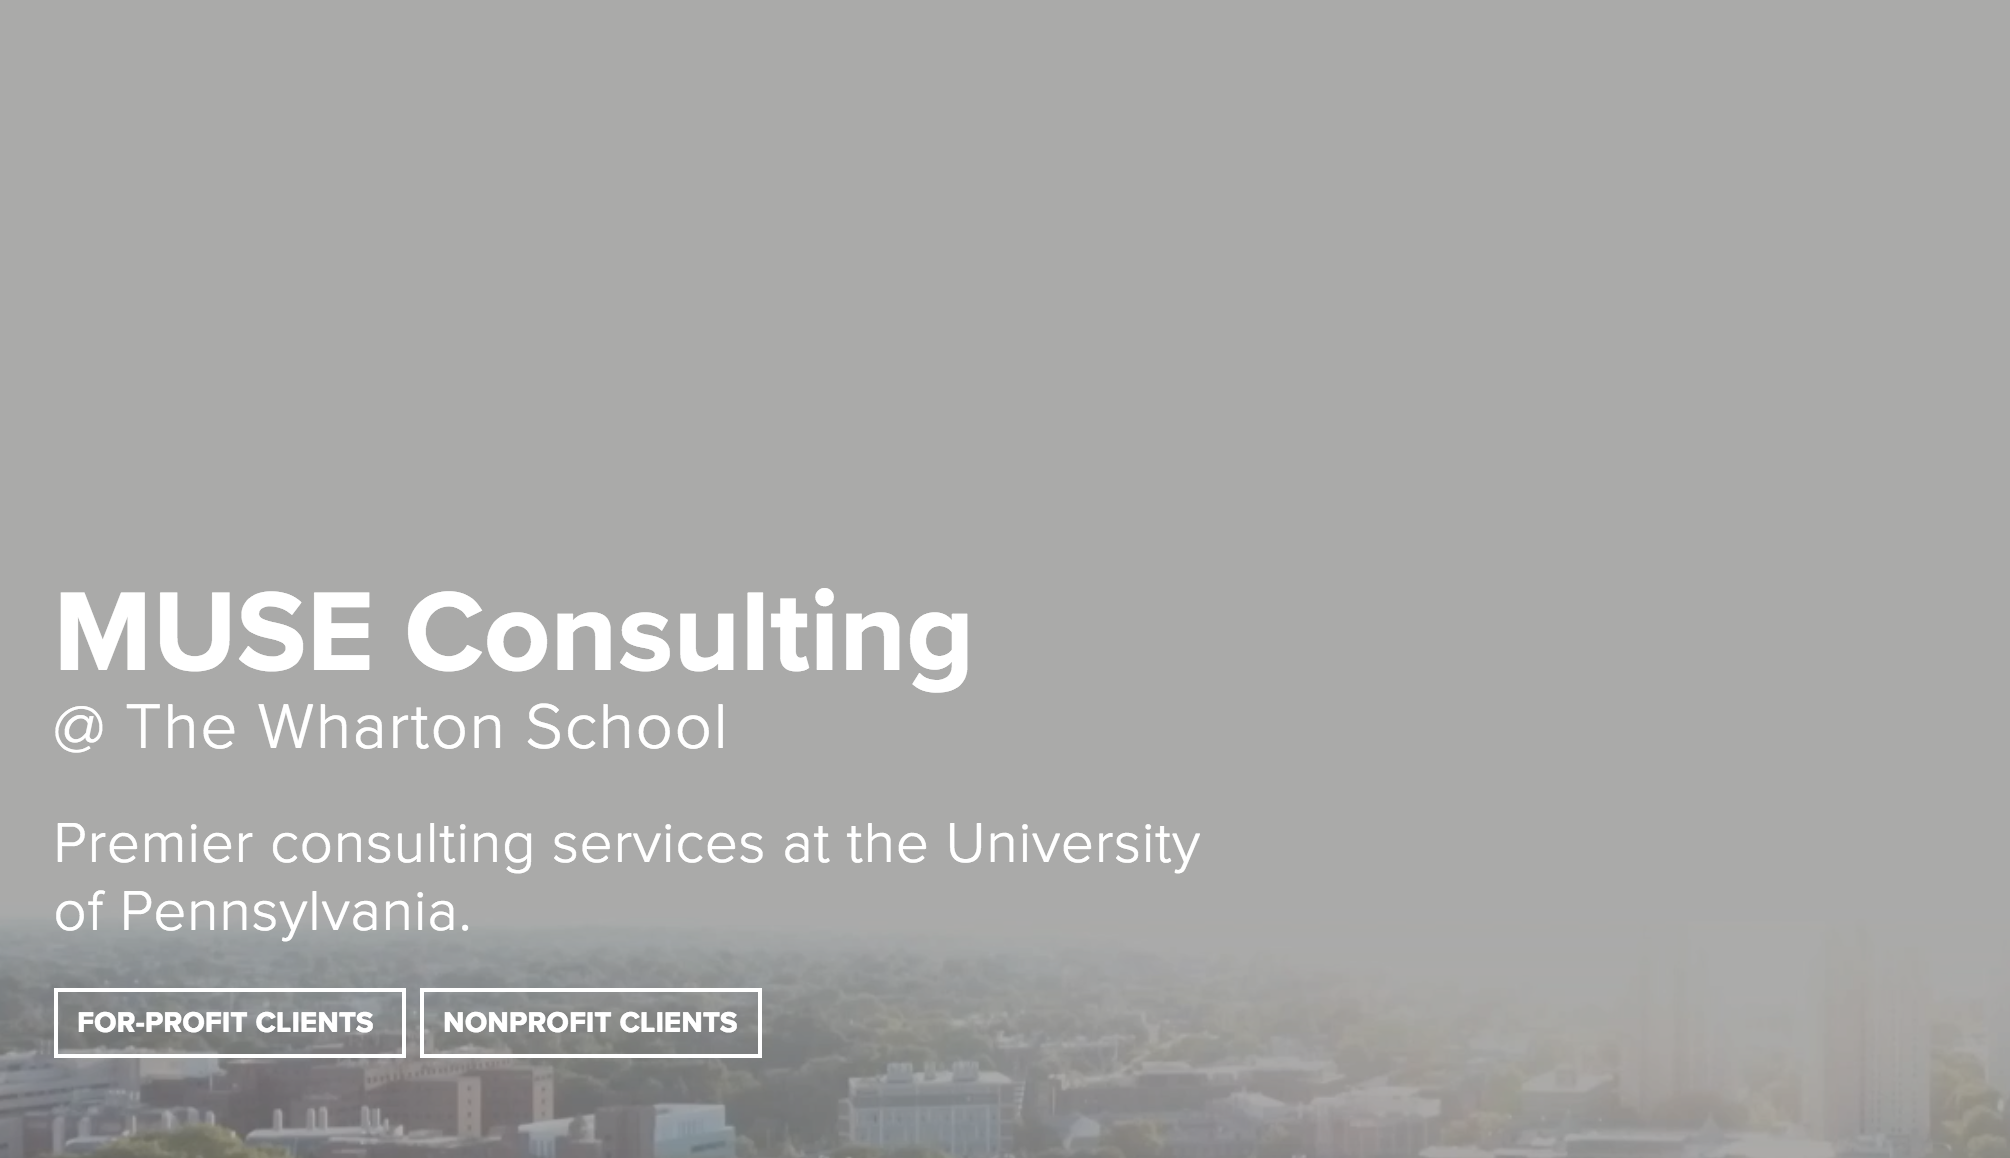 MUSE Consulting
@ The Wharton School
Premier consulting services at the University
of Pennsylvania.
FOR-PROFIT CLIENTS
NONPROFIT CLIENTS